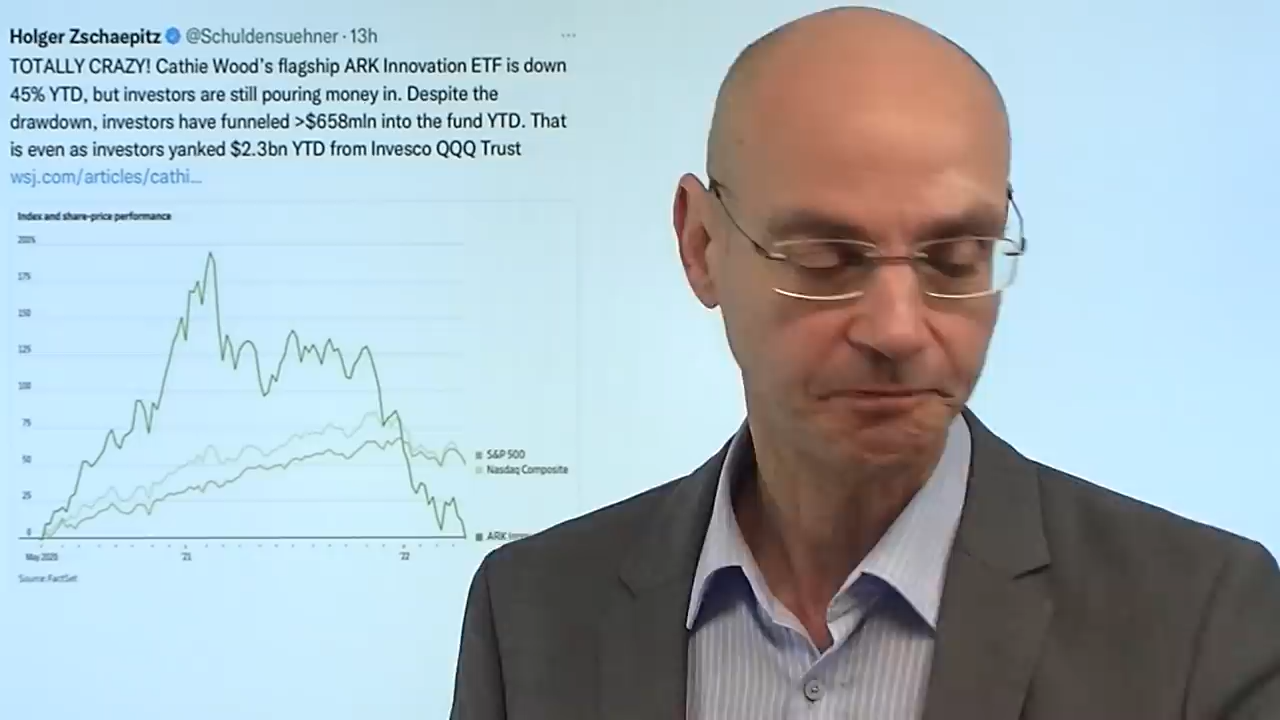 Holger Zschaepitz @Schuldensuehner · 13h
TOTALLY CRAZY! Cathie Wood's flagship ARK Innovation ETF is down
45% YTD, but investors are still pouring money in. Despite the
drawdown, investors have funneled >$658mln into the fund YTD. That
is even as investors yanked $2.3bn YTD from Invesco QQQ Trust
wsj.com/articles/cathi...
Index and share-price performance
200%
175
150
125
100
75
50
25
0
S&P 500
Nasdaq Composite
ARK
May 2020
'21
'22
Source: FactSet